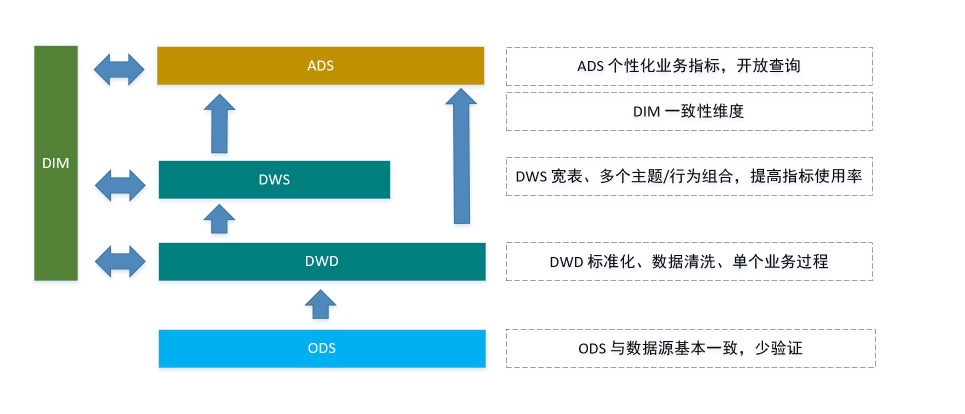 ADS
ADS 个性化业务指标，开放查询
DIM 一致性维度
DIM
DWS
DWS 宽表、多个主题/行为组合，提高指标使用率
DWD
DWD 标准化、数据清洗、单个业务过程
ODS
ODS 与数据源基本一致，少验证